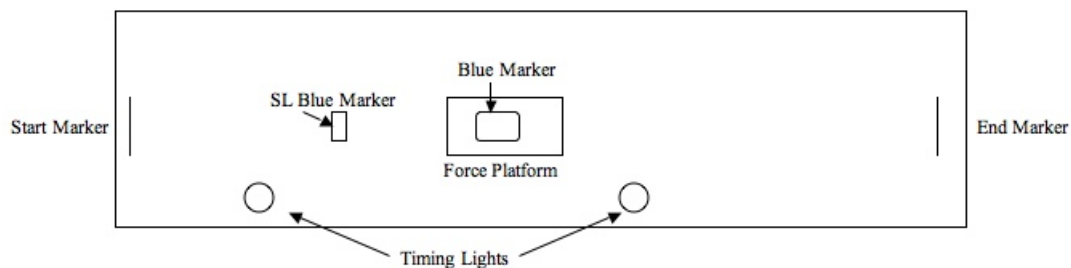 Blue Marker
SL Blue Marker
Start Marker
End Marker
Force Platform
Timing Lights